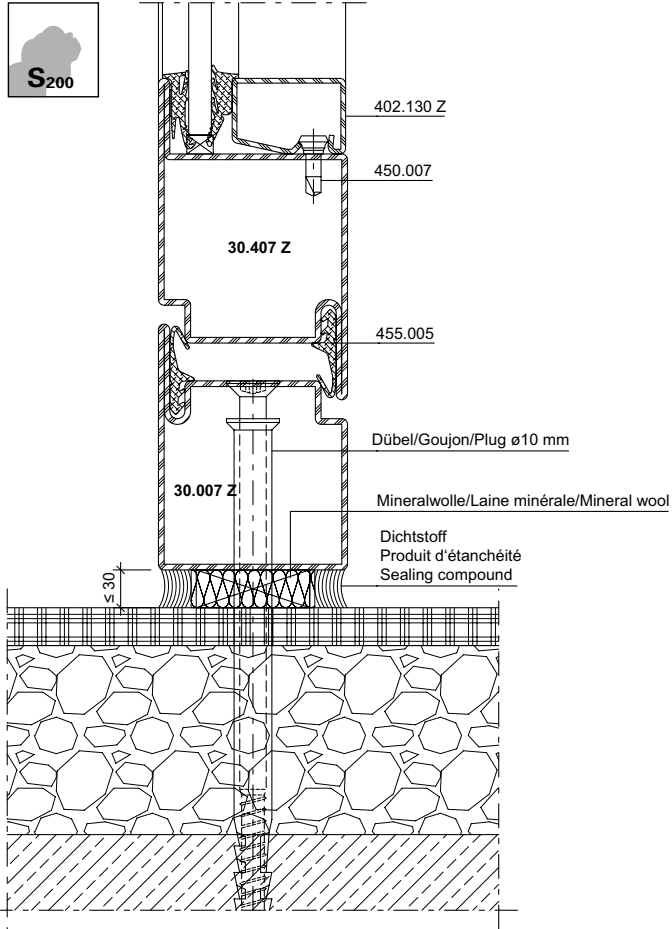 S200
402.130 Z
450.007
30.407 Z
455.005
Dübel/Goujon/Plug ø10 mm
30.007 Z
Mineralwolle/Laine minérale/Mineral wool
Dichtstoff
Produit d‘étanchéité
Sealing compound
≤ 30